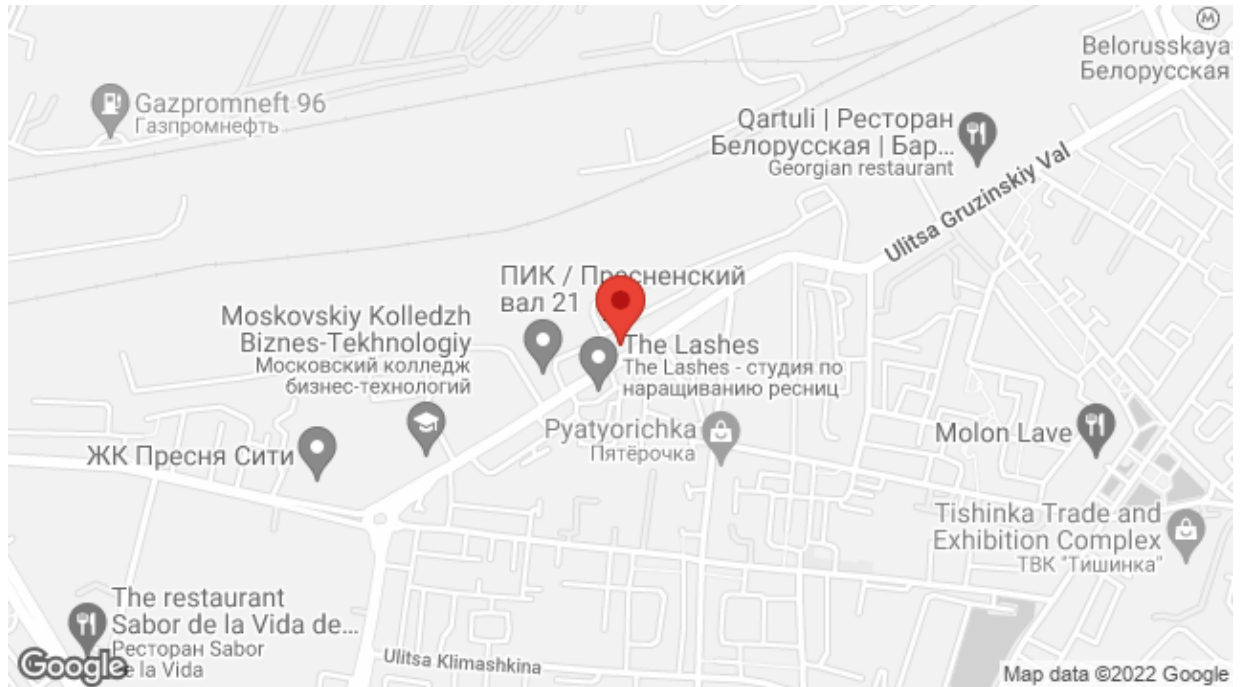 М
Belorusskaya
Белорусская
Gazpromneft 96
Газпромнефть
Qartuli | Ресторан
Белорусская | Бар...
Georgian restaurant
Ulitsa Gruzinskiy Val
ПИК / Пресненский
вал 21
Moskovskiy Kolledzh
Biznes-Tekhnologiy
Московский колледж
бизнес-технологий
The Lashes
The Lashes - студия по
наращиванию ресниц
Pyatyorichka
Пятёрочка
Molon Lave
ЖК Пресня Сити
Tishinka Trade and
Exhibition Complex
ТВК "Тишинка"
The restaurant
Sabor de la Vida de...
Ресторан Sabor
de la Vida
Ulitsa Klimashkina
Google
Map data ©2022 Google